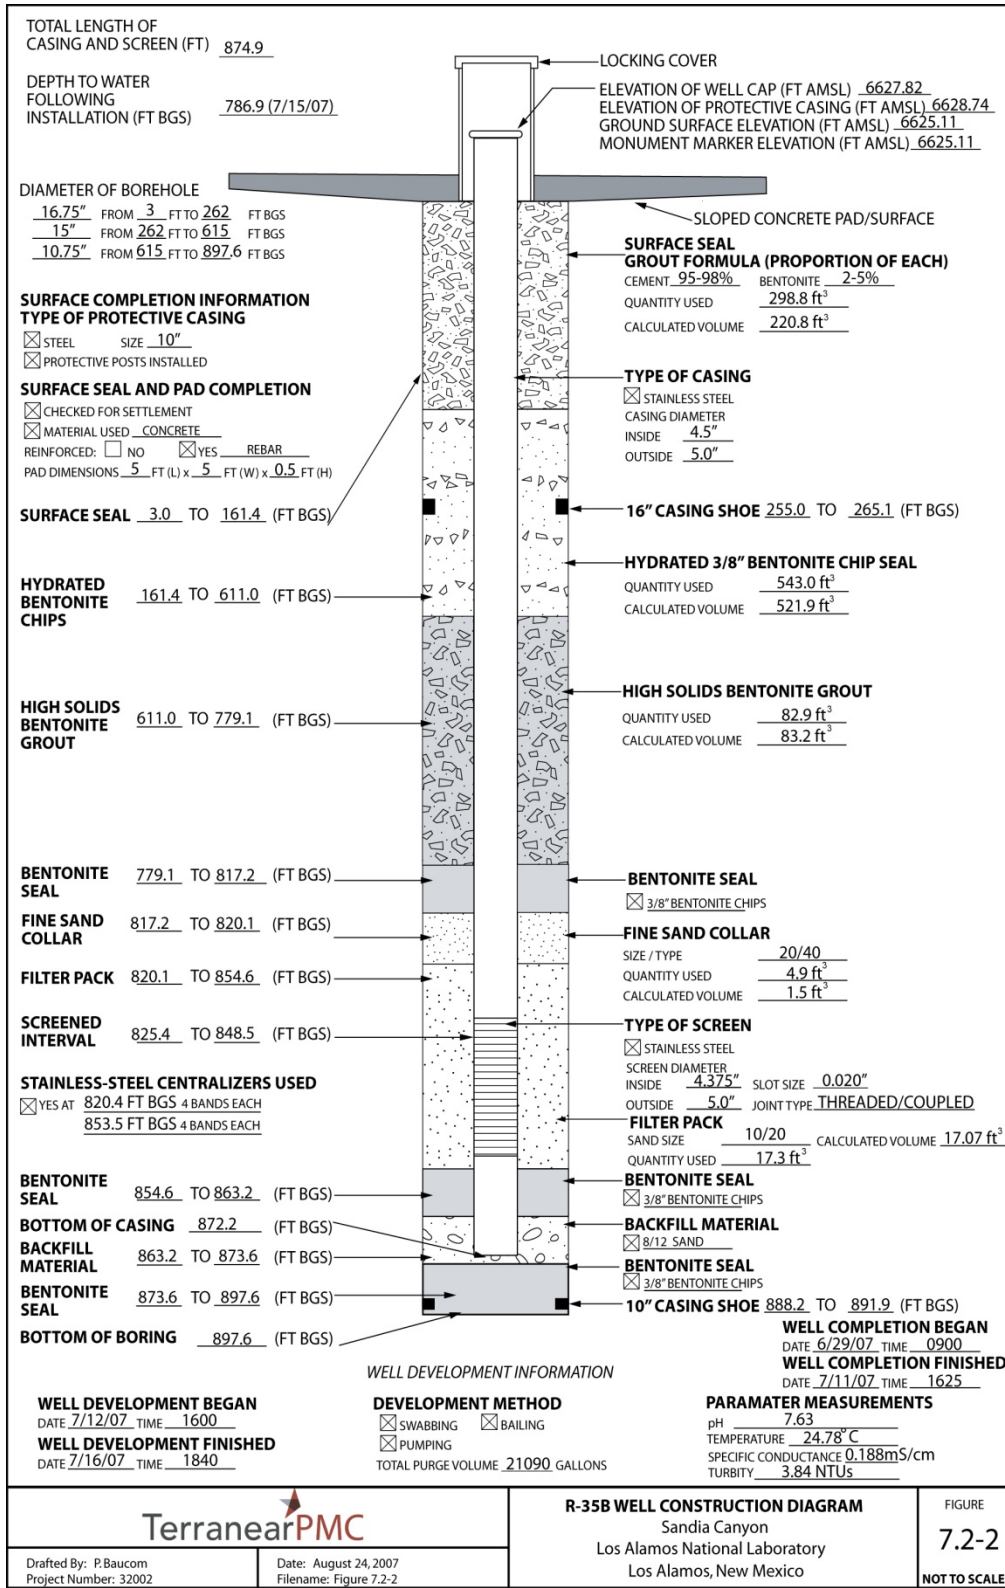 TOTAL LENGTH OF
CASING AND SCREEN (FT) 874.9
DEPTH TO WATER
FOLLOWING
INSTALLATION (FT BGS) 786.9 (7/15/07)
LOCKING COVER
ELEVATION OF WELL CAP (FT AMSL) 6627.82
ELEVATION OF PROTECTIVE CASING (FT AMSL) 6628.74
GROUND SURFACE ELEVATION (FT AMSL) 6625.11
MONUMENT MARKER ELEVATION (FT AMSL) 6625.11
DIAMETER OF BOREHOLE
16.75" FROM 3 FT TO 262 FT BGS
15" FROM 262 FT TO 615 FT BGS
10.75" FROM 615 FT TO 897.6 FT BGS
SLOPED CONCRETE PAD/SURFACE
SURFACE SEAL
GROUT FORMULA (PROPORTION OF EACH)
CEMENT 95-98% BENTONITE 2-5%
QUANTITY USED 298.8 ft³
CALCULATED VOLUME 220.8 ft³
SURFACE COMPLETION INFORMATION
TYPE OF PROTECTIVE CASING
STEEL SIZE 10"
PROTECTIVE POSTS INSTALLED
SURFACE SEAL AND PAD COMPLETION
CHECKED FOR SETTLEMENT
MATERIAL USED CONCRETE
REINFORCED: NO YES REBAR
PAD DIMENSIONS 5 FT (L) x 5 FT (W) x 0.5 FT (H)
TYPE OF CASING
STAINLESS STEEL
CASING DIAMETER
INSIDE 4.5"
OUTSIDE 5.0"
SURFACE SEAL 3.0 TO 161.4 (FT BGS)
16" CASING SHOE 255.0 TO 265.1 (FT BGS)
HYDRATED
BENTONITE
CHIPS 161.4 TO 611.0 (FT BGS)
HYDRATED 3/8" BENTONITE CHIP SEAL
QUANTITY USED 543.0 ft³
CALCULATED VOLUME 521.9 ft³
HIGH SOLIDS
BENTONITE
GROUT 611.0 TO 779.1 (FT BGS)
HIGH SOLIDS BENTONITE GROUT
QUANTITY USED 82.9 ft³
CALCULATED VOLUME 83.2 ft³
BENTONITE
SEAL 779.1 TO 817.2 (FT BGS)
BENTONITE SEAL
3/8" BENTONITE CHIPS
FINE SAND
COLLAR 817.2 TO 820.1 (FT BGS)
FINE SAND COLLAR
SIZE / TYPE 20/40
QUANTITY USED 4.9 ft³
CALCULATED VOLUME 1.5 ft³
FILTER PACK 820.1 TO 854.6 (FT BGS)
SCREENED
INTERVAL 825.4 TO 848.5 (FT BGS)
TYPE OF SCREEN
STAINLESS STEEL
SCREEN DIAMETER
INSIDE 4.375" SLOT SIZE 0.020"
OUTSIDE 5.0" JOINT TYPE THREADED/COUPLED
STAINLESS-STEEL CENTRALIZERS USED
YES AT 820.4 FT BGS 4 BANDS EACH
853.5 FT BGS 4 BANDS EACH
FILTER PACK
SAND SIZE 10/20 CALCULATED VOLUME 17.07 ft³
QUANTITY USED 17.3 ft³
BENTONITE
SEAL 854.6 TO 863.2 (FT BGS)
BENTONITE SEAL
3/8" BENTONITE CHIPS
BOTTOM OF CASING 872.2 (FT BGS)
BACKFILL MATERIAL
8/12 SAND
BACKFILL
MATERIAL 863.2 TO 873.6 (FT BGS)
BENTONITE SEAL
3/8" BENTONITE CHIPS
BENTONITE
SEAL 873.6 TO 897.6 (FT BGS)
10" CASING SHOE 888.2 TO 891.9 (FT BGS)
BOTTOM OF BORING 897.6 (FT BGS)
WELL COMPLETION BEGAN
DATE 6/29/07 TIME 0900
WELL COMPLETION FINISHED
DATE 7/11/07 TIME 1625
WELL DEVELOPMENT INFORMATION
WELL DEVELOPMENT BEGAN
DATE 7/12/07 TIME 1600
WELL DEVELOPMENT FINISHED
DATE 7/16/07 TIME 1840
DEVELOPMENT METHOD
SWABBING BAILING
PUMPING
TOTAL PURGE VOLUME 21090 GALLONS
PARAMATER MEASUREMENTS
pH 7.63
TEMPERATURE 24.78°C
SPECIFIC CONDUCTANCE 0.188mS/cm
TURBITY 3.84 NTUs
TerranearPMC
Drafted By: P. Baucom
Project Number: 32002
Date: August 24, 2007
Filename: Figure 7.2-2
R-35B WELL CONSTRUCTION DIAGRAM
Sandia Canyon
Los Alamos National Laboratory
Los Alamos, New Mexico
FIGURE
7.2-2
NOT TO SCALE